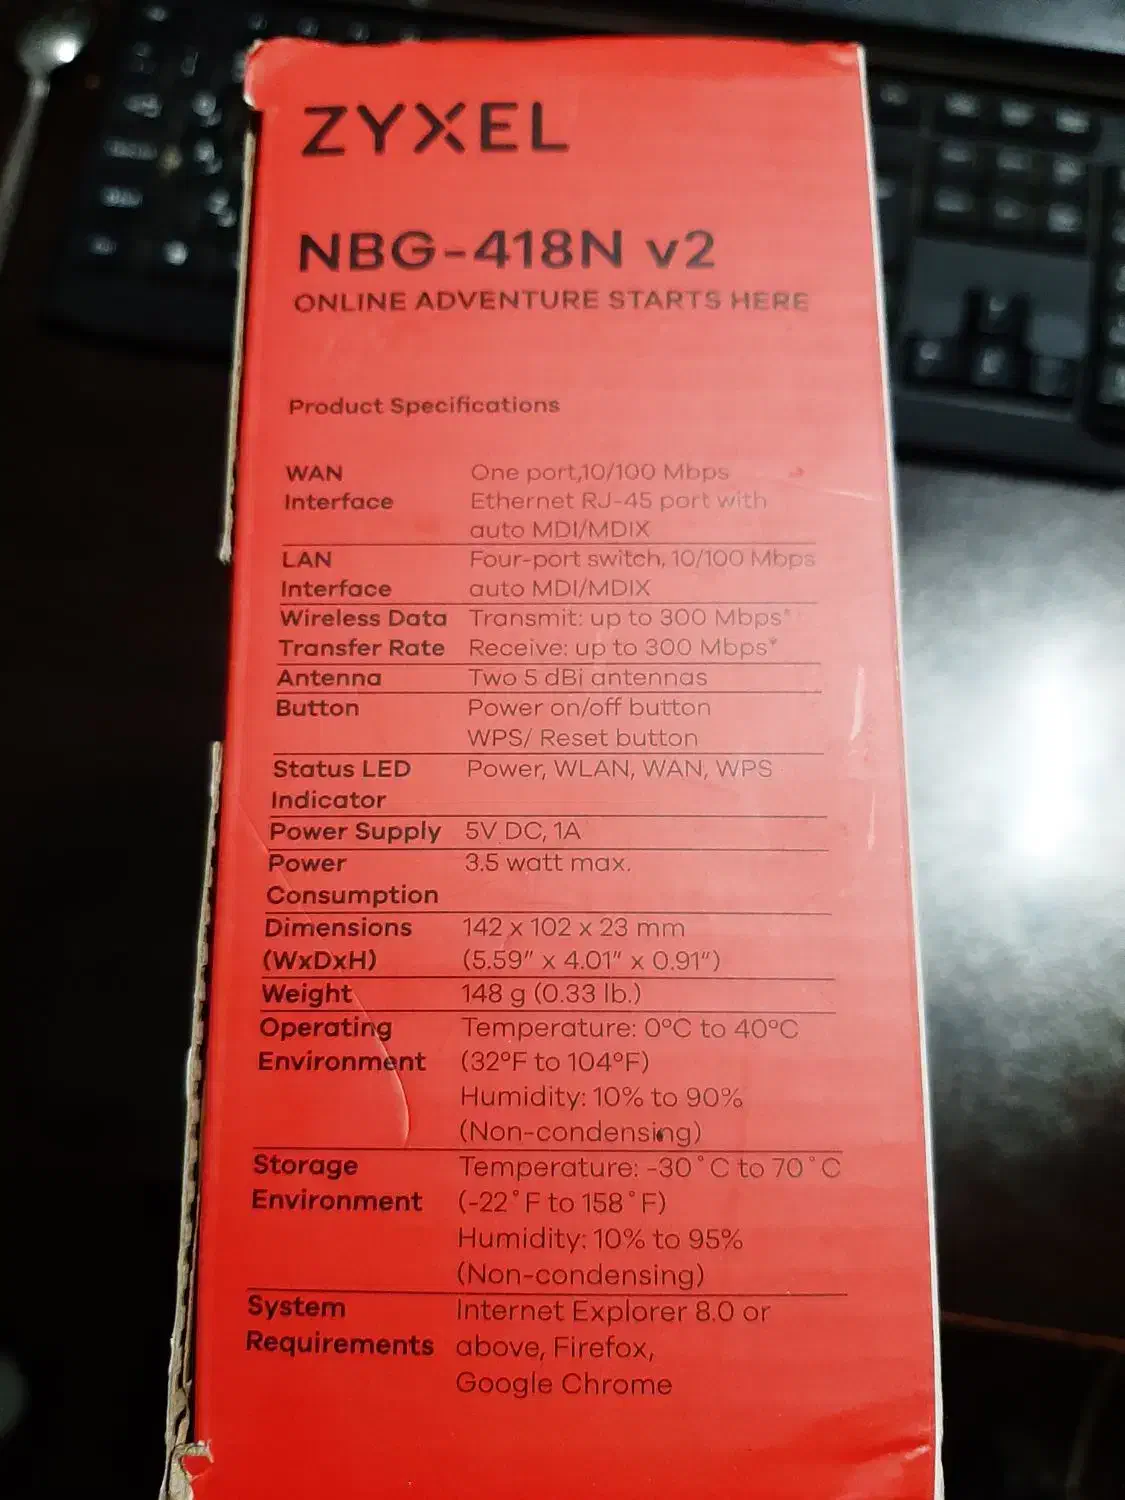 ZYXEL
NBG-418N v2
ONLINE ADVENTURE STARTS HERE
Product Specifications
WAN Interface One port,10/100 Mbps
Ethernet RJ-45 port with
auto MDI/MDIX
LAN Interface Four-port switch, 10/100 Mbps
auto MDI/MDIX
Wireless Data Transmit: up to 300 Mbps*
Transfer Rate Receive: up to 300 Mbps*
Antenna Two 5 dBi antennas
Button Power on/off button
WPS/ Reset button
Status LED Power, WLAN, WAN, WPS
Indicator
Power Supply 5V DC, 1A
Power 3.5 watt max.
Consumption
Dimensions 142 x 102 x 23 mm
(WxDxH) (5.59” x 4.01” x 0.91”)
Weight 148 g (0.33 lb.)
Operating Temperature: 0°C to 40°C
Environment (32°F to 104°F)
Humidity: 10% to 90%
(Non-condensing)
Storage Temperature: -30˚C to 70˚C
Environment (-22˚F to 158˚F)
Humidity: 10% to 95%
(Non-condensing)
System Internet Explorer 8.0 or
Requirements above, Firefox,
Google Chrome